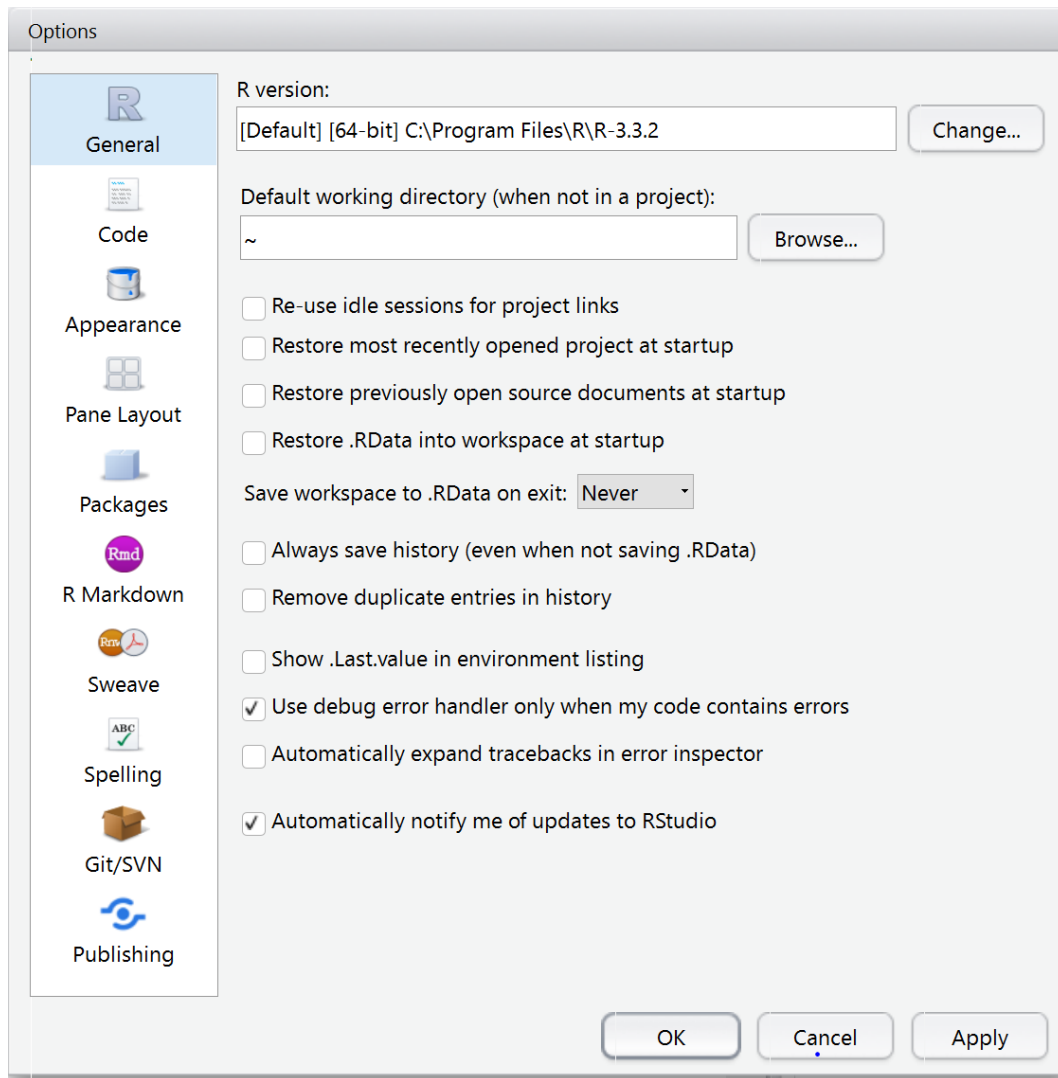 Options
R
General
Code
Appearance
Pane Layout
Packages
Rmd
R Markdown
Rnw
Sweave
ABC
Spelling
Git/SVN
Publishing
R version:
[Default] [64-bit] C:\Program Files\R\R-3.3.2
Change...
Default working directory (when not in a project):
~
Browse...
Re-use idle sessions for project links
Restore most recently opened project at startup
Restore previously open source documents at startup
Restore .RData into workspace at startup
Save workspace to .RData on exit: Never
Always save history (even when not saving .RData)
Remove duplicate entries in history
Show .Last.value in environment listing
Use debug error handler only when my code contains errors
Automatically expand tracebacks in error inspector
Automatically notify me of updates to RStudio
OK
Cancel
Apply